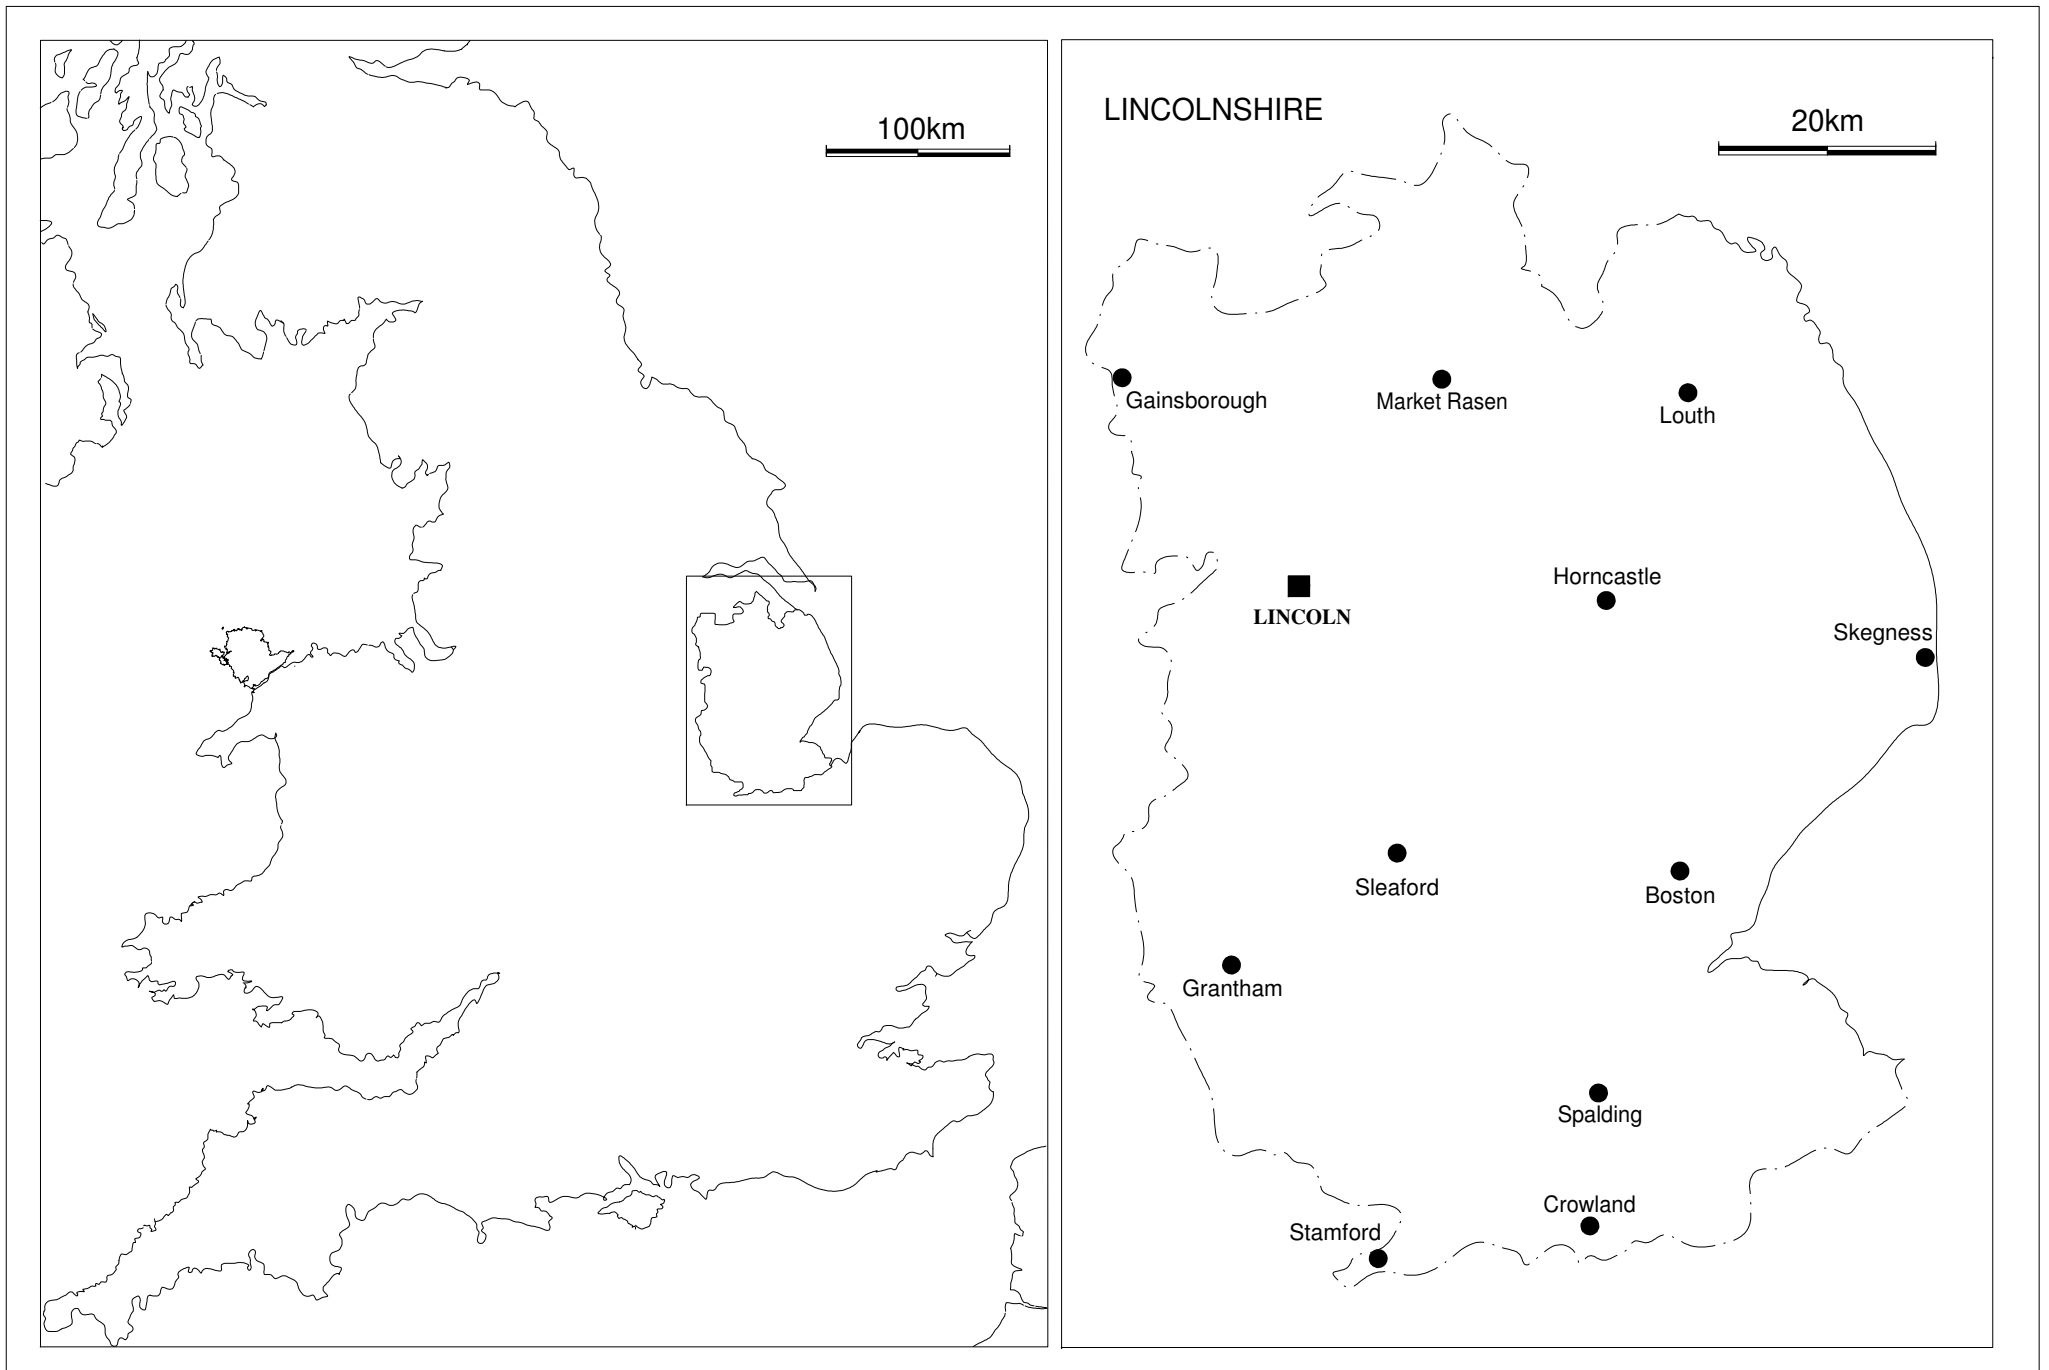 100km
LINCOLNSHIRE
20km
Gainsborough
Market Rasen
Louth
Horncastle
LINCOLN
Skegness
Sleaford
Boston
Grantham
Spalding
Crowland
Stamford